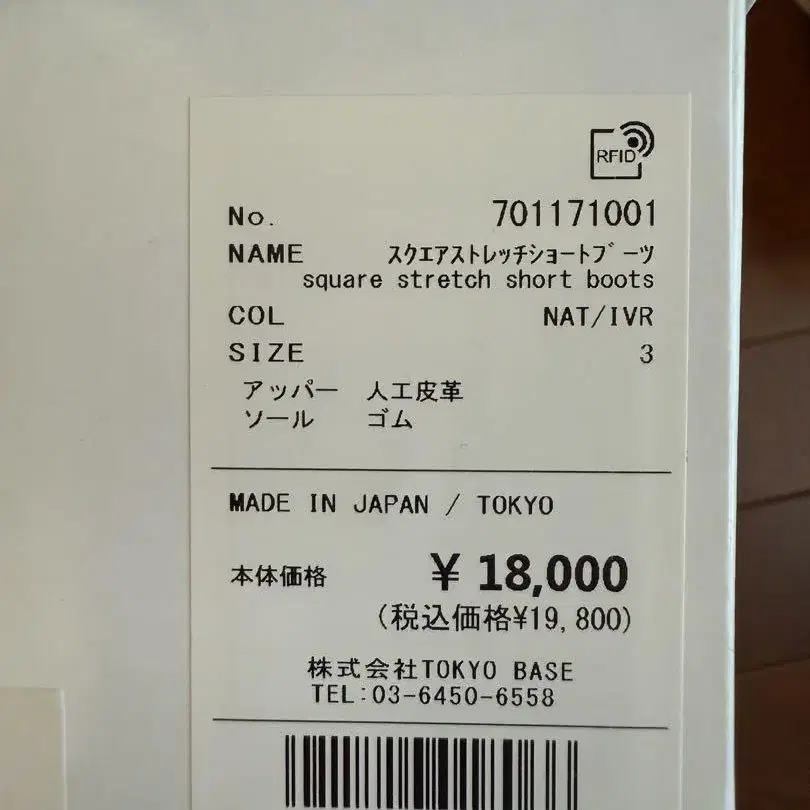 RFID
No. 701171001
NAME ｽｸｴｱｽﾄﾚｯﾁｼｮｰﾄﾌﾞｰﾂ
square stretch short boots
COL NAT/IVR
SIZE 3
アッパー 人工皮革
ソール ゴム
MADE IN JAPAN / TOKYO
本体価格 ¥ 18,000
(税込価格¥19,800)
株式会社TOKYO BASE
TEL:03-6450-6558